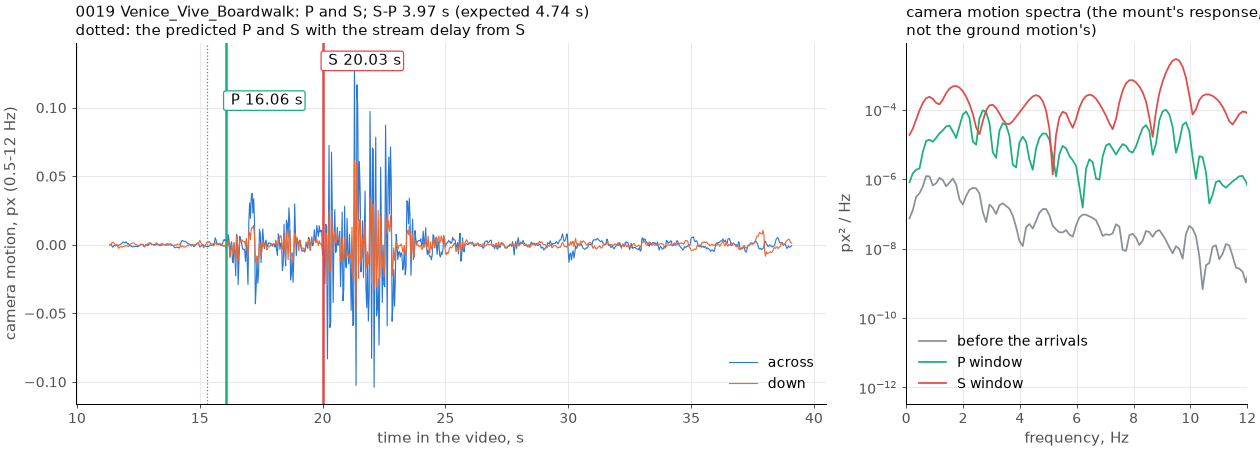 0019 Venice_Vive_Boardwalk: P and S; S-P 3.97 s (expected 4.74 s)
dotted: the predicted P and S with the stream delay from S
camera motion, px (0.5-12 Hz)
0.10
0.05
0.00
−0.05
−0.10
P 16.06 s
S 20.03 s
across
down
10
15
20
25
30
35
40
time in the video, s
camera motion spectra (the mount's response,
not the ground motion's)
px² / Hz
10⁻⁴
10⁻⁶
10⁻⁸
10⁻¹⁰
10⁻¹²
before the arrivals
P window
S window
0
2
4
6
8
10
12
frequency, Hz